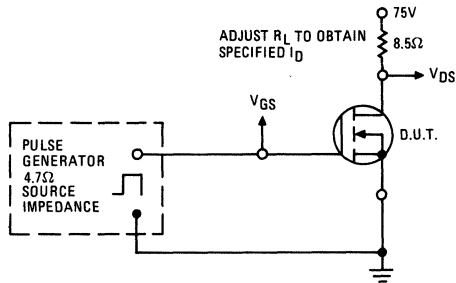 75V
ADJUST RL TO OBTAIN
SPECIFIED ID
8.5Ω
VDS
VGS
D.U.T.
PULSE
GENERATOR
4.7Ω
SOURCE
IMPEDANCE